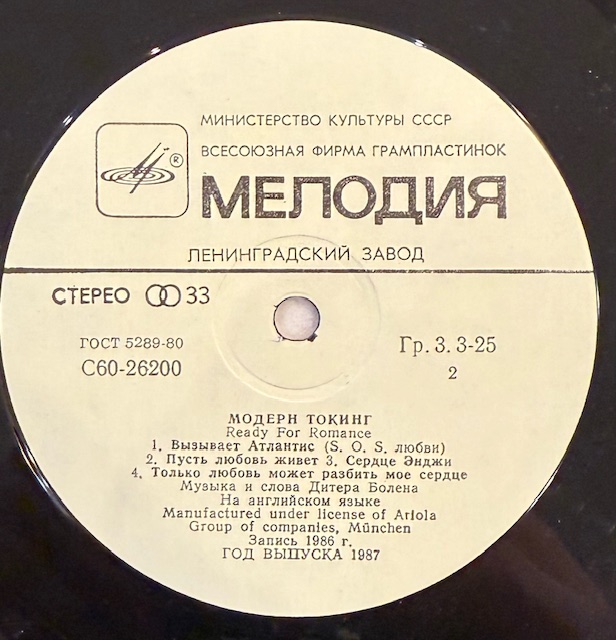 МИНИСТЕРСТВО КУЛЬТУРЫ СССР
®
ВСЕСОЮЗНАЯ ФИРМА ГРАМПЛАСТИНОК
МЕЛОДИЯ
ЛЕНИНГРАДСКИЙ ЗАВОД
СТЕРЕО 33
ГОСТ 5289-80
Гр. 3. 3-25
С60-26200
2
МОДЕРН ТОКИНГ
Ready For Romance
1. Вызывает Атлантис (S. O. S. любви)
2. Пусть любовь живет 3. Сердце Энджи
4. Только любовь может разбить мое сердце
Музыка и слова Дитера Болена
На английском языке
Manufactured under license of Ariola
Group of companies, München
Запись 1986 г.
ГОД ВЫПУСКА 1987